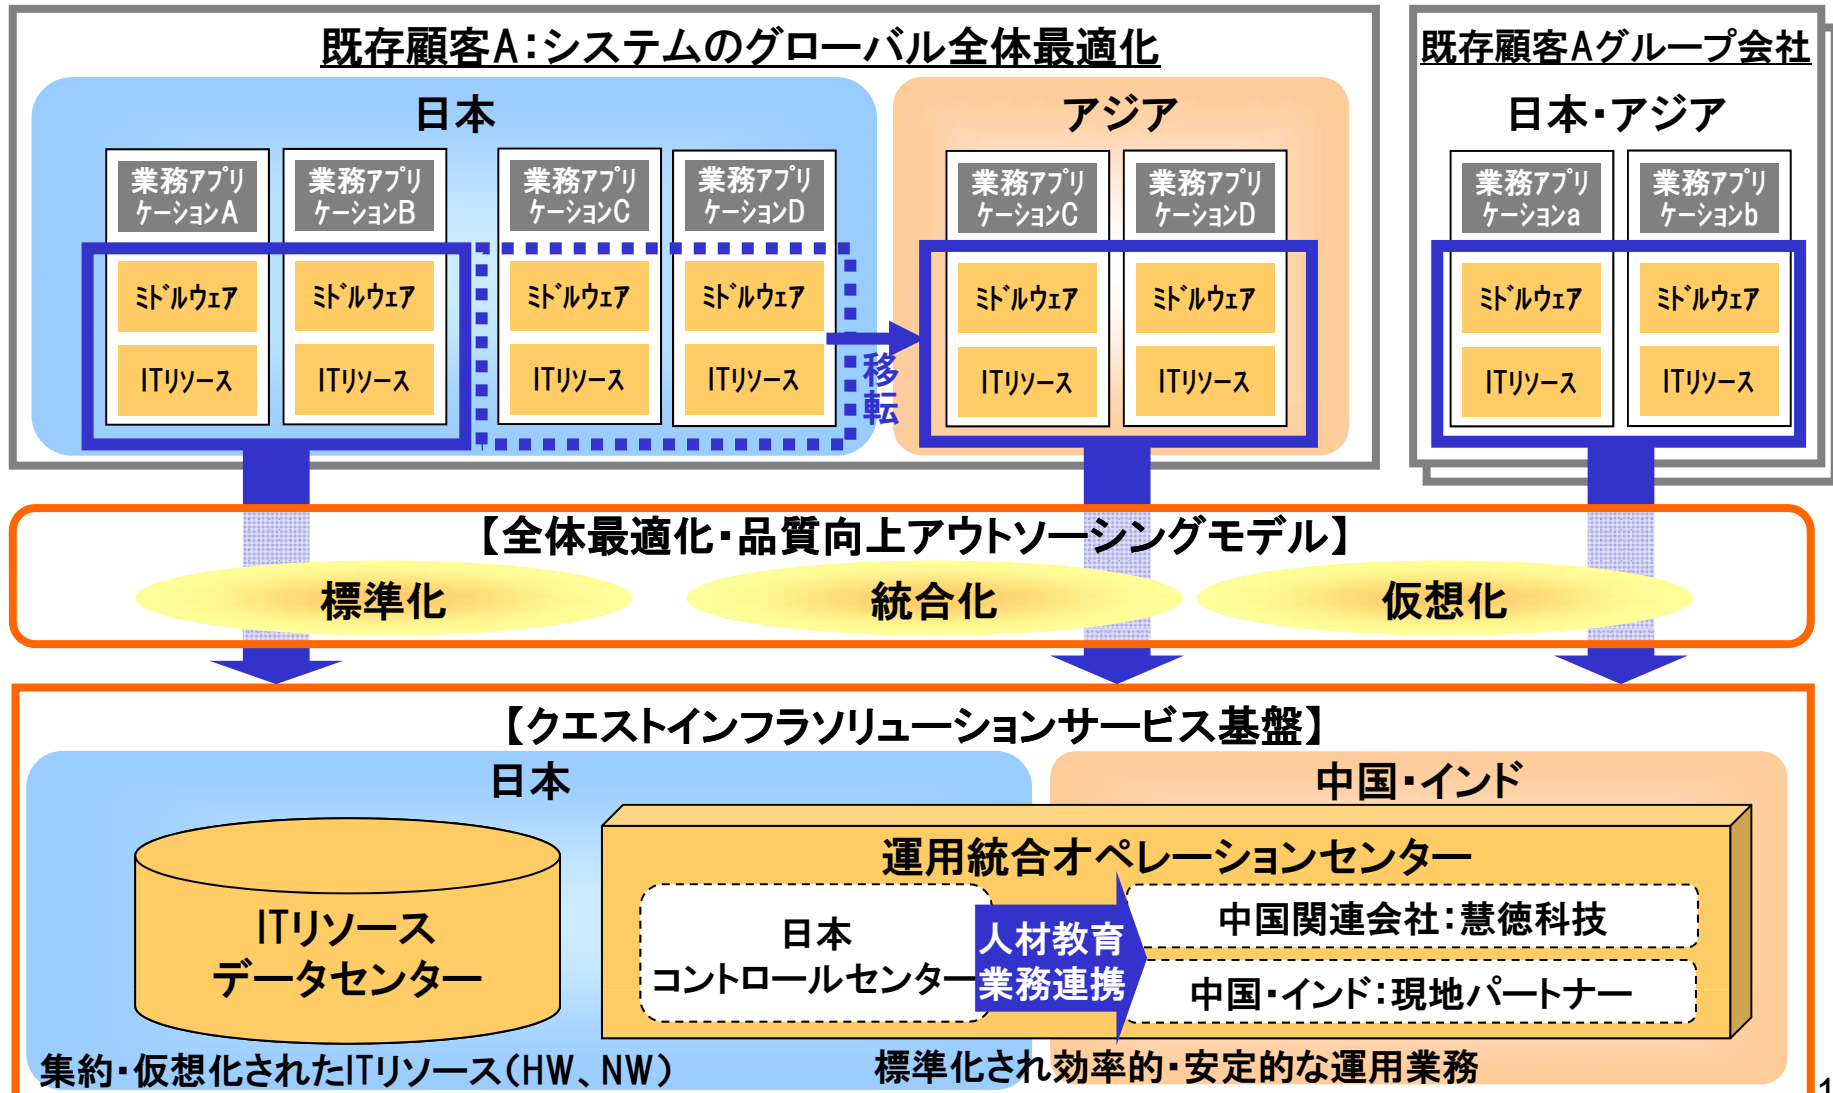 既存顧客A:システムのグローバル全体最適化
既存顧客Aグループ会社
日本
アジア
日本・アジア
業務アプリ
ケーションA
業務アプリ
ケーションB
業務アプリ
ケーションC
業務アプリ
ケーションD
業務アプリ
ケーションC
業務アプリ
ケーションD
業務アプリ
ケーションa
業務アプリ
ケーションb
ミドルウェア
ミドルウェア
ミドルウェア
ミドルウェア
ミドルウェア
ミドルウェア
ミドルウェア
ミドルウェア
ITリソース
ITリソース
ITリソース
ITリソース
ITリソース
ITリソース
ITリソース
ITリソース
移
転
【全体最適化・品質向上アウトソーシングモデル】
標準化
統合化
仮想化
【クエストインフラソリューションサービス基盤】
日本
中国・インド
運用統合オペレーションセンター
ITリソース
データセンター
日本
コントロールセンター
人材教育
業務連携
中国関連会社:慧徳科技
中国・インド:現地パートナー
集約・仮想化されたITリソース(HW、NW)
標準化され効率的・安定的な運用業務
1